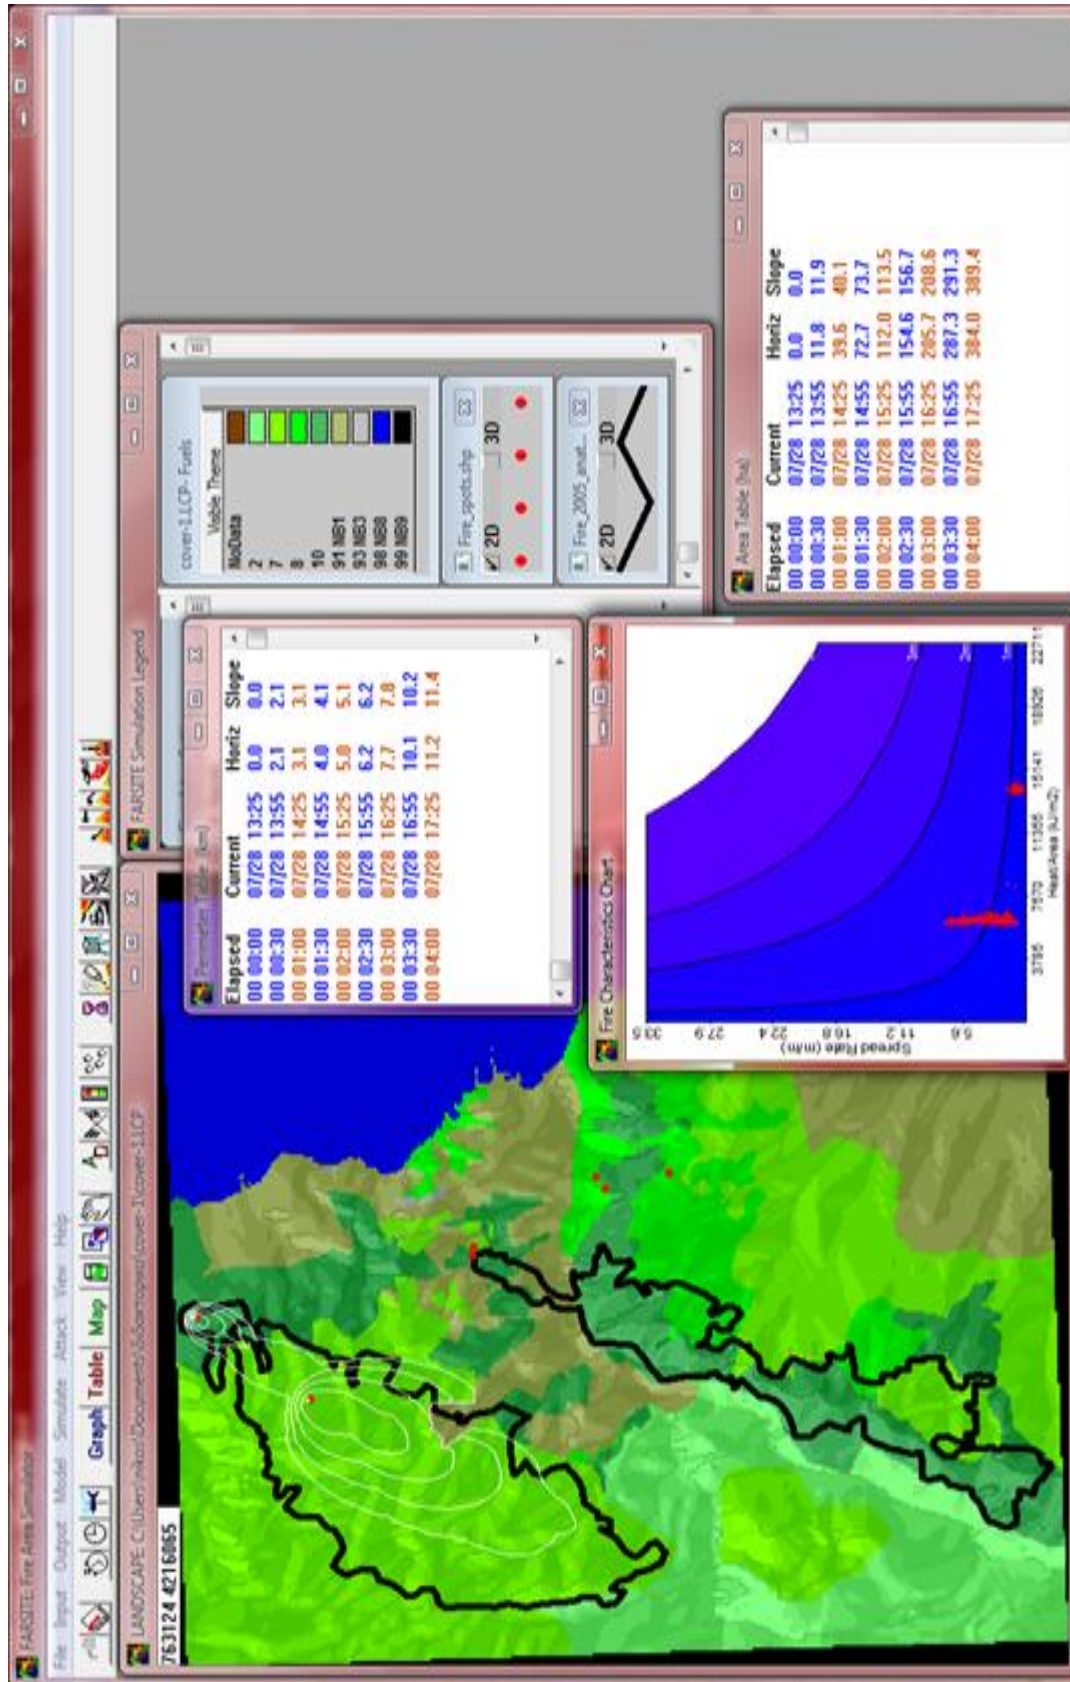 FARSITE: Fire Area Simulator
File Input Output Model Simulate Attack View Help
Graph Table Map
LANDSCAPE: C:\Users\nikos\Documents\&&artopoio\cover-1\cover-1.LCP
763124 4216065
FARSITE Simulation Legend
cover-1.LCP- Fuels
Visible Theme
NoData
2
7
8
10
91 NB1
93 NB3
98 NB8
99 NB9
Fire_spots.shp
2D 3D
Fire_2005_anat...
2D 3D
Perimeter Table (km)
Elapsed Current Horiz Slope
00 00:00 07/28 13:25 0.0 0.0
00 00:30 07/28 13:55 2.1 2.1
00 01:00 07/28 14:25 3.1 3.1
00 01:30 07/28 14:55 4.0 4.1
00 02:00 07/28 15:25 5.0 5.1
00 02:30 07/28 15:55 6.2 6.2
00 03:00 07/28 16:25 7.7 7.8
00 03:30 07/28 16:55 10.1 10.2
00 04:00 07/28 17:25 11.2 11.4
Fire Characteristics Chart
Spread Rate (m/m)
33.5
27.9
22.4
16.8
11.2
5.6
3785 7570 11356 15141 18926 22711
Heat/Area (kJ/m2)
Area Table (ha)
Elapsed Current Horiz Slope
00 00:00 07/28 13:25 0.0 0.0
00 00:30 07/28 13:55 11.8 11.9
00 01:00 07/28 14:25 39.6 40.1
00 01:30 07/28 14:55 72.7 73.7
00 02:00 07/28 15:25 112.0 113.5
00 02:30 07/28 15:55 154.6 156.7
00 03:00 07/28 16:25 205.7 208.6
00 03:30 07/28 16:55 287.3 291.3
00 04:00 07/28 17:25 384.0 389.4